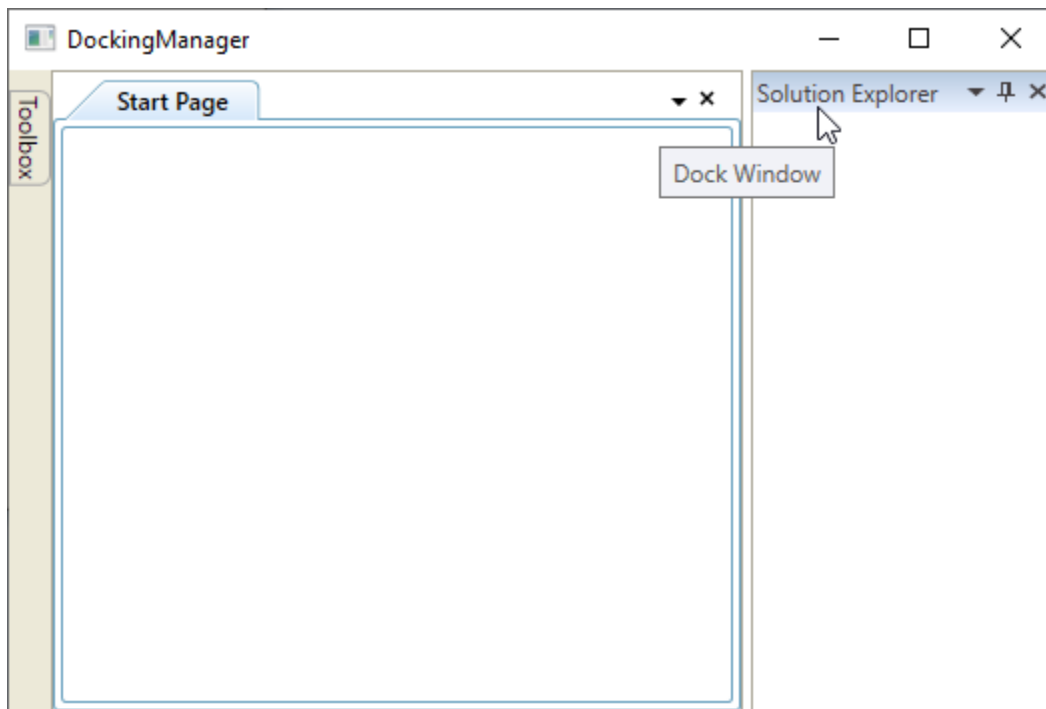 DockingManager
Toolbox
Start Page
Solution Explorer
Dock Window